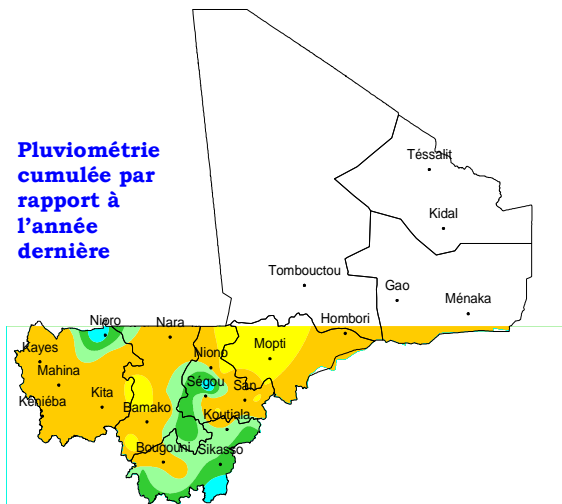 Pluviométrie
cumulée par
rapport à
l’année
dernière
Téssalit
Kidal
Tombouctou
Gao
Ménaka
Hombori
Nioro
Nara
Kayes
Niono
Mopti
Mahina
Ségou
San
Kéniéba
Kita
Bamako
Koutiala
Bougouni
Sikasso